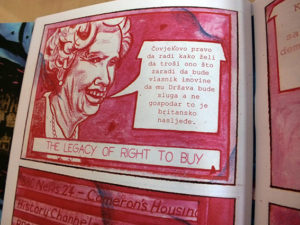 Čovjekovo pravo
da radi kako želi
da troši ono što
zaradi da bude
vlasnik imovine
da mu Država bude
sluga a ne
gospodar to je
britansko
nasljeđe.
THE LEGACY OF RIGHT TO BUY
News 24 - Cameron's Housing
History Channel